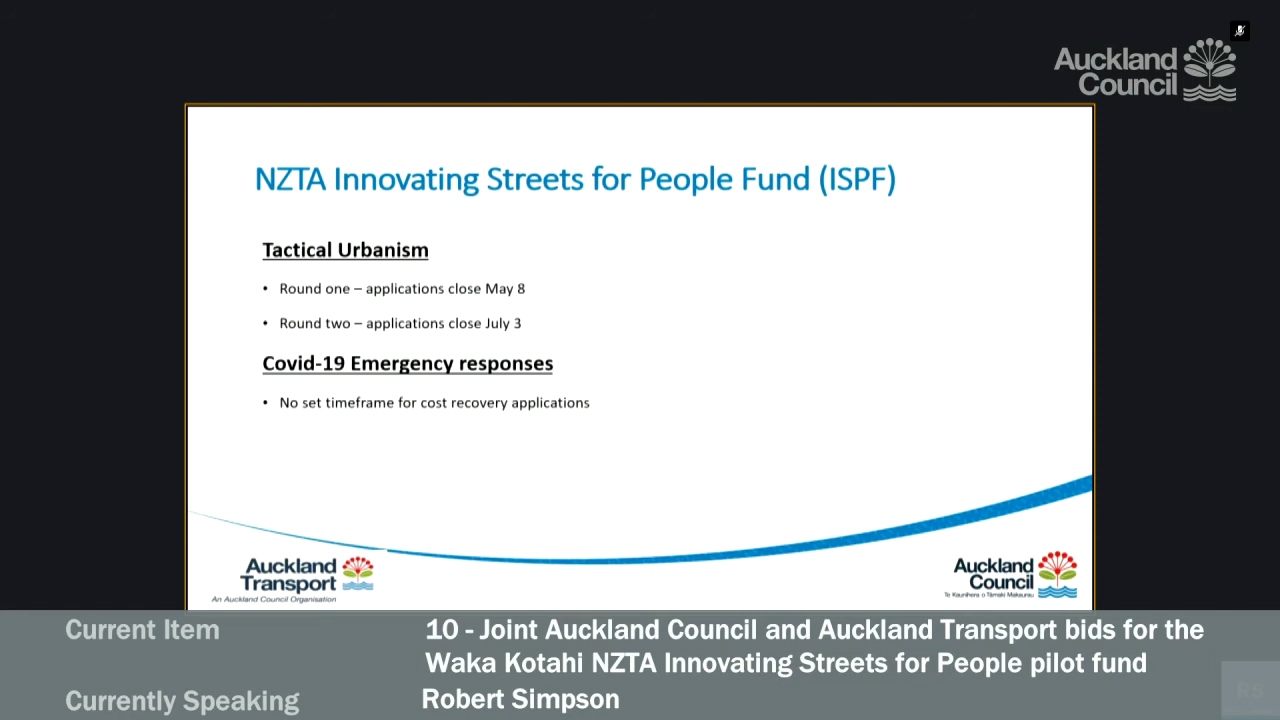 Auckland
Council
NZTA Innovating Streets for People Fund (ISPF)
Tactical Urbanism
• Round one – applications close May 8
• Round two – applications close July 3
Covid-19 Emergency responses
• No set timeframe for cost recovery applications
Auckland
Transport
An Auckland Council Organisation
Auckland
Council
Te Kaunihera o Tāmaki Makaurau
Current Item
10 - Joint Auckland Council and Auckland Transport bids for the
Waka Kotahi NZTA Innovating Streets for People pilot fund
Currently Speaking
Robert Simpson
RS